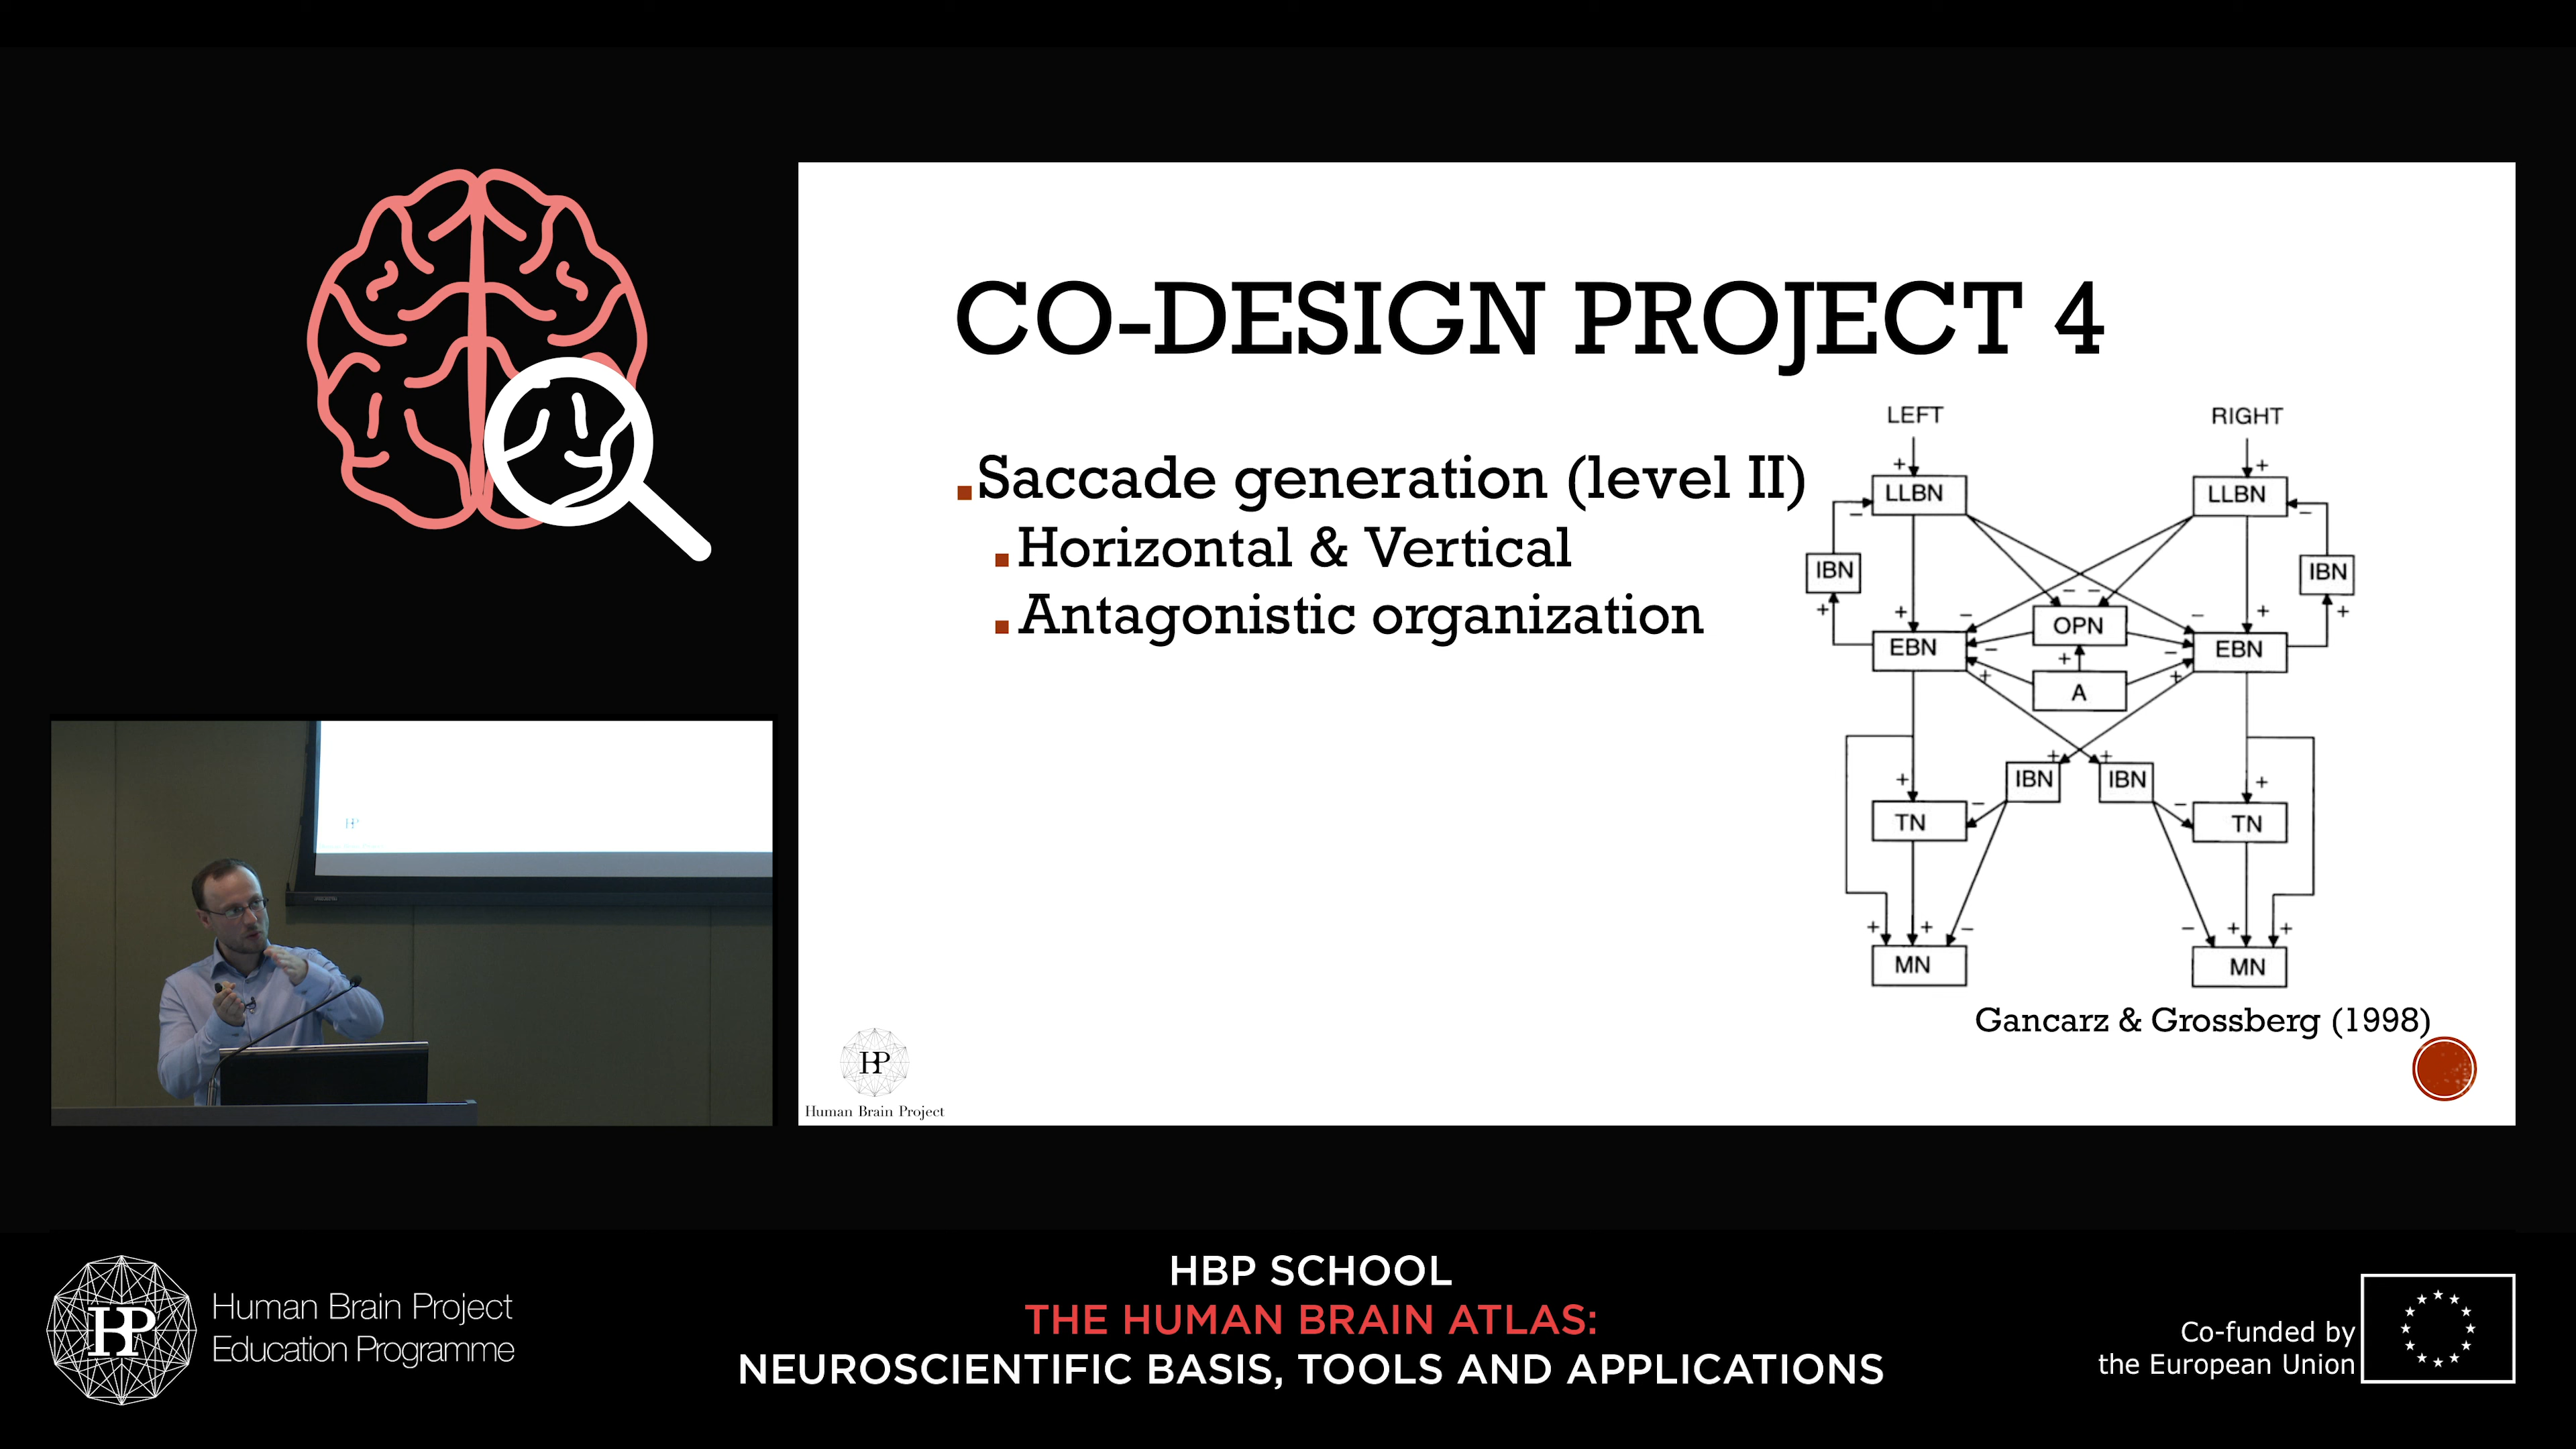 CO-DESIGN PROJECT 4
Saccade generation (level II)
Horizontal & Vertical
Antagonistic organization
LEFT RIGHT
+ +
LLBN LLBN
− −
IBN IBN
− −
+ + − − + +
OPN
EBN − − EBN
+
+ A +
+ +
+ IBN IBN +
− −
TN TN
+ + − − + +
MN MN
Gancarz & Grossberg (1998)
HP
Human Brain Project
HP
HBP
Human Brain Project
Education Programme
HBP SCHOOL
THE HUMAN BRAIN ATLAS:
NEUROSCIENTIFIC BASIS, TOOLS AND APPLICATIONS
Co-funded by
the European Union